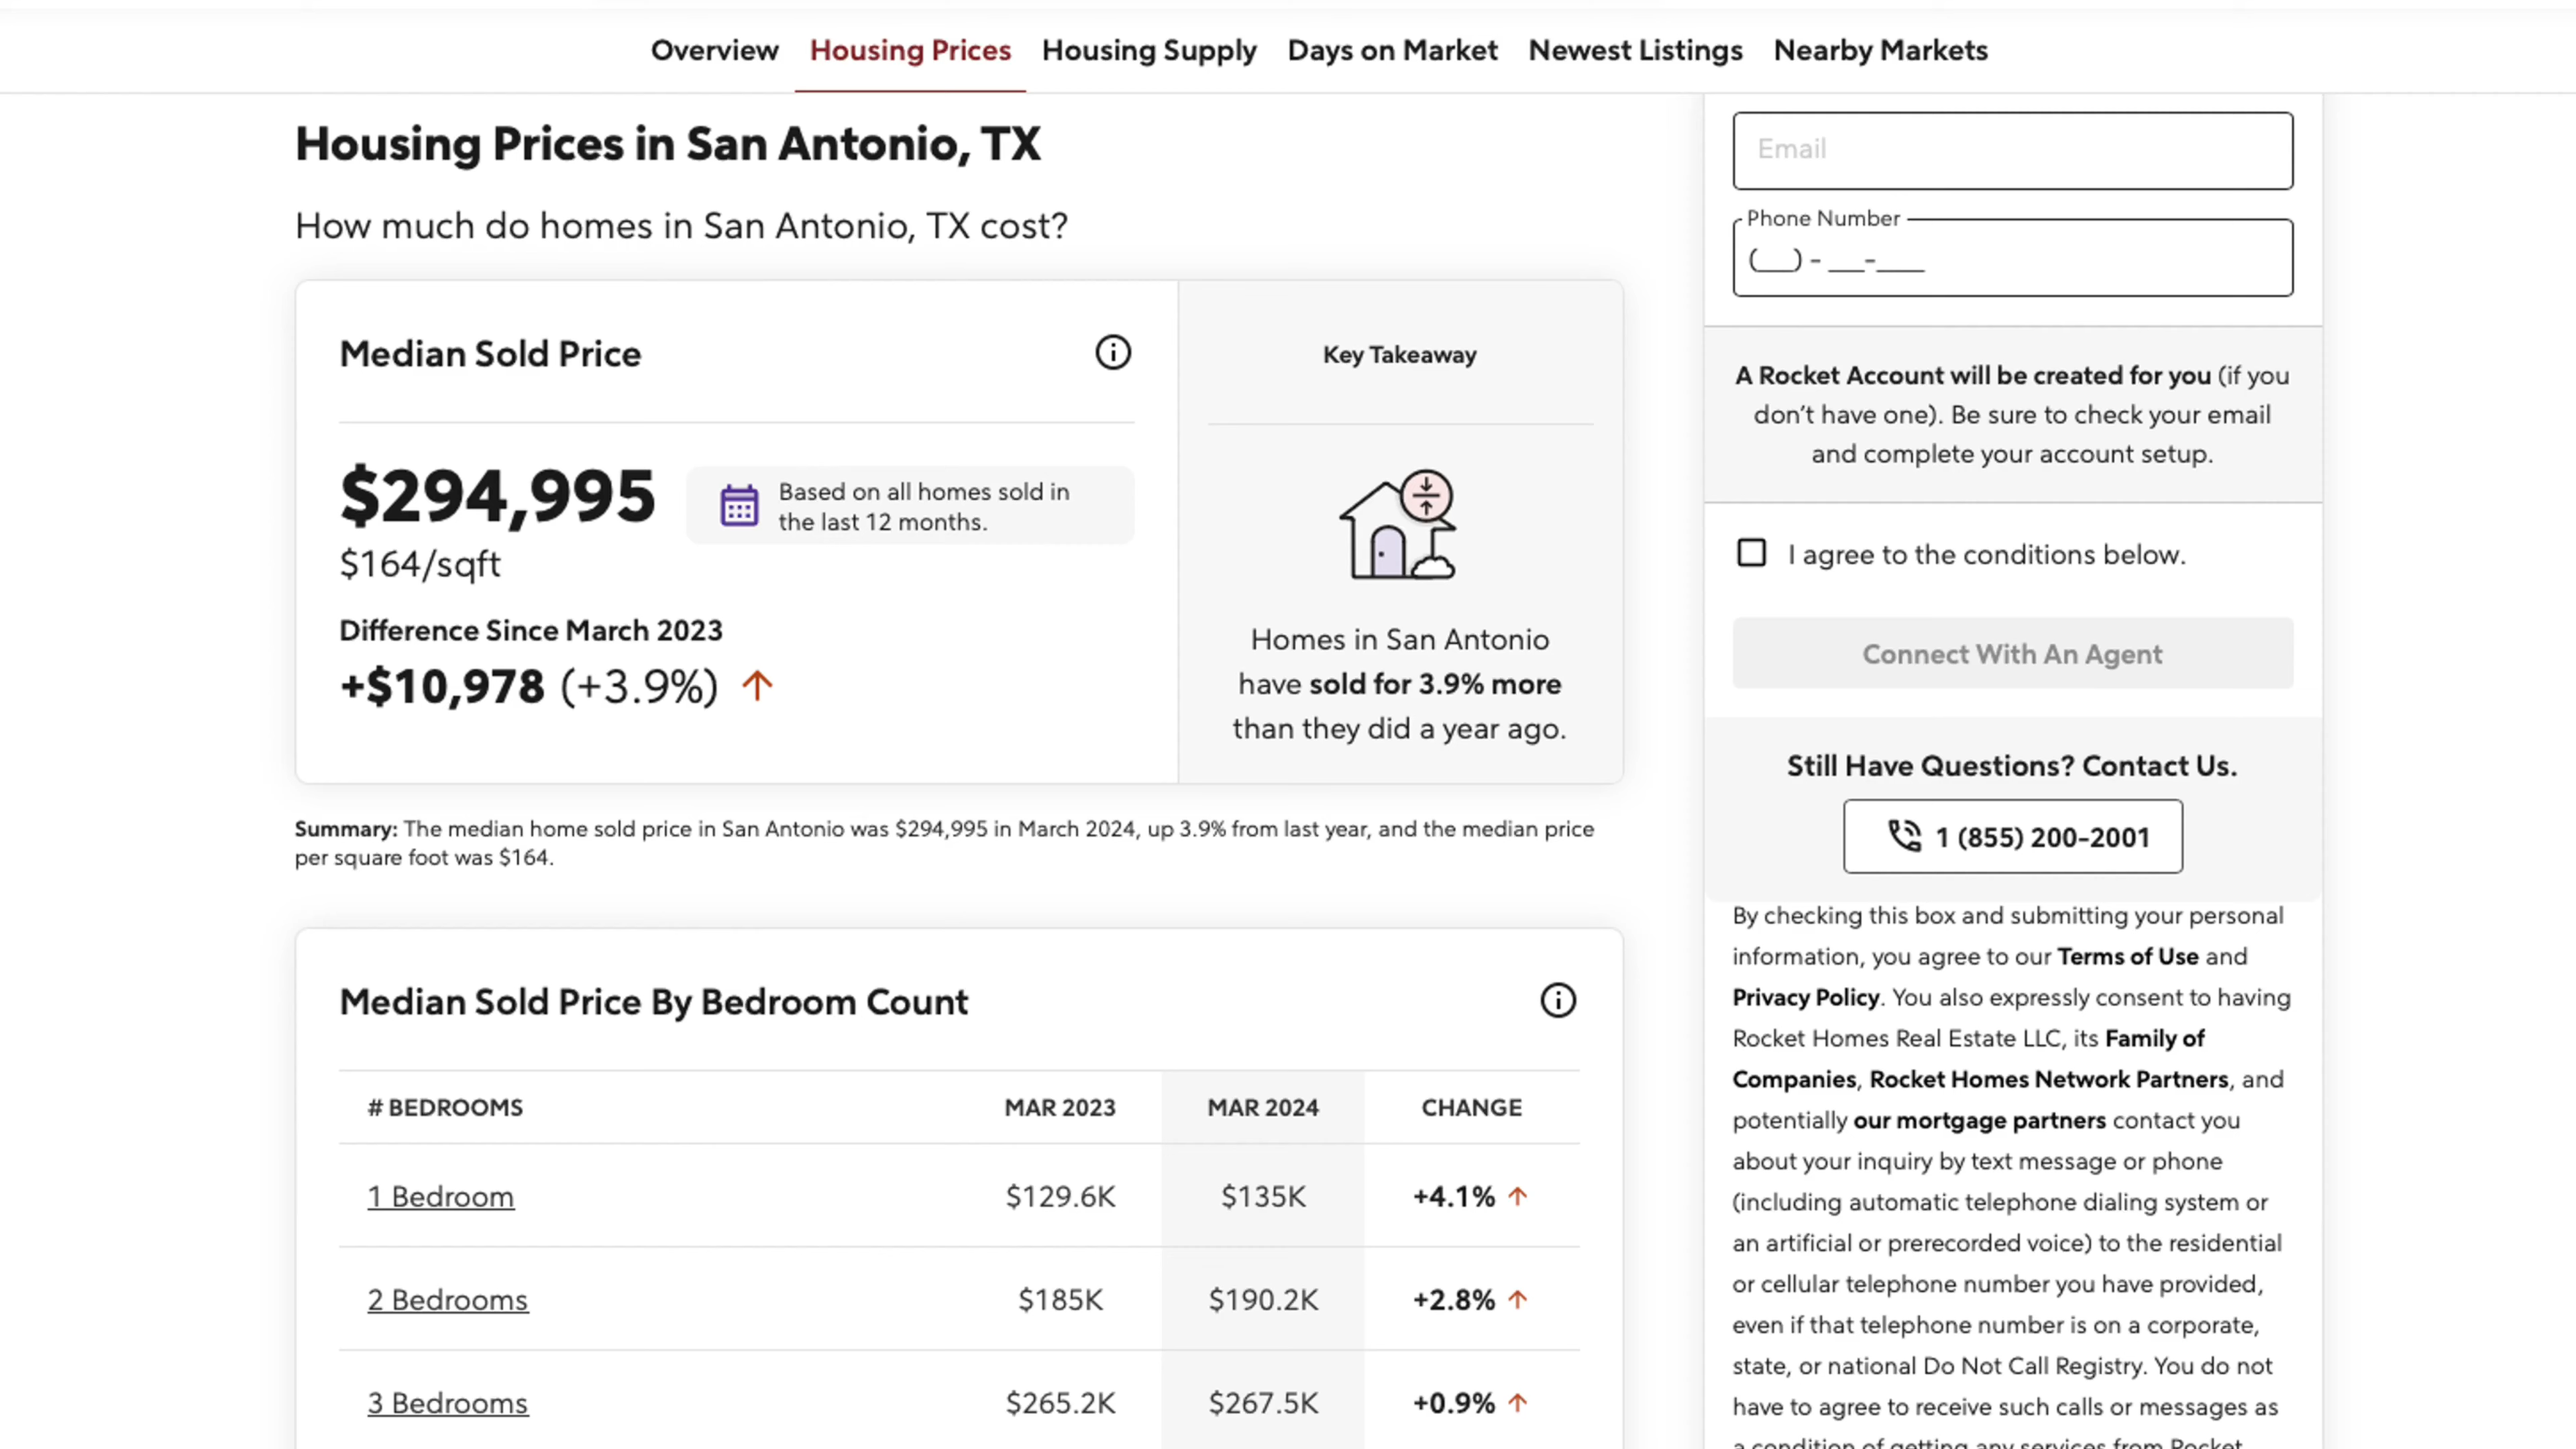 Overview Housing Prices Housing Supply Days on Market Newest Listings Nearby Markets
Housing Prices in San Antonio, TX
How much do homes in San Antonio, TX cost?
Median Sold Price
$294,995
Based on all homes sold in
the last 12 months.
$164/sqft
Difference Since March 2023
+$10,978 (+3.9%)
Key Takeaway
Homes in San Antonio
have sold for 3.9% more
than they did a year ago.
Summary: The median home sold price in San Antonio was $294,995 in March 2024, up 3.9% from last year, and the median price
per square foot was $164.
Median Sold Price By Bedroom Count
# BEDROOMS MAR 2023 MAR 2024 CHANGE
1 Bedroom $129.6K $135K +4.1%
2 Bedrooms $185K $190.2K +2.8%
3 Bedrooms $265.2K $267.5K +0.9%
Email
Phone Number
(___) - ___-____
A Rocket Account will be created for you (if you
don't have one). Be sure to check your email
and complete your account setup.
I agree to the conditions below.
Connect With An Agent
Still Have Questions? Contact Us.
1 (855) 200-2001
By checking this box and submitting your personal
information, you agree to our Terms of Use and
Privacy Policy. You also expressly consent to having
Rocket Homes Real Estate LLC, its Family of
Companies, Rocket Homes Network Partners, and
potentially our mortgage partners contact you
about your inquiry by text message or phone
(including automatic telephone dialing system or
an artificial or prerecorded voice) to the residential
or cellular telephone number you have provided,
even if that telephone number is on a corporate,
state, or national Do Not Call Registry. You do not
have to agree to receive such calls or messages as
a condition of getting any services from Rocket